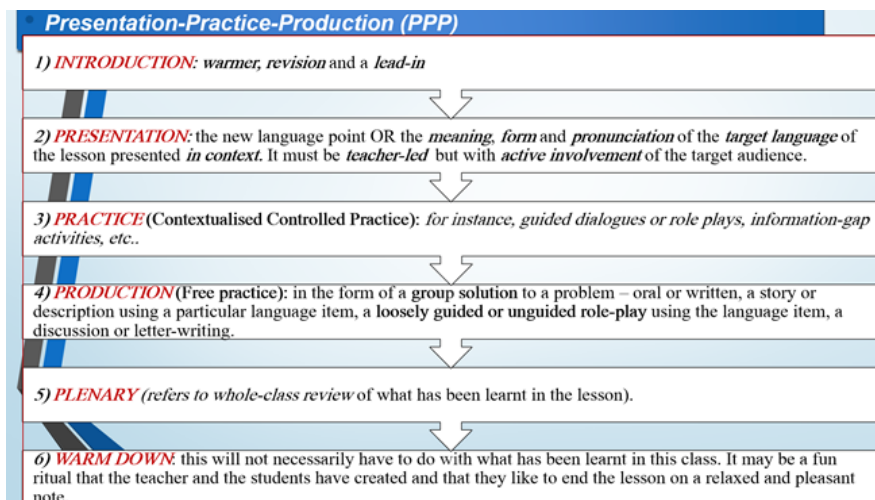 • Presentation-Practice-Production (PPP)
1) INTRODUCTION: warmer, revision and a lead-in
2) PRESENTATION: the new language point OR the meaning, form and pronunciation of the target language of
the lesson presented in context. It must be teacher-led but with active involvement of the target audience.
3) PRACTICE (Contextualised Controlled Practice): for instance, guided dialogues or role plays, information-gap
activities, etc..
4) PRODUCTION (Free practice): in the form of a group solution to a problem – oral or written, a story or
description using a particular language item, a loosely guided or unguided role-play using the language item, a
discussion or letter-writing.
5) PLENARY (refers to whole-class review of what has been learnt in the lesson).
6) WARM DOWN: this will not necessarily have to do with what has been learnt in this class. It may be a fun
ritual that the teacher and the students have created and that they like to end the lesson on a relaxed and pleasant
note